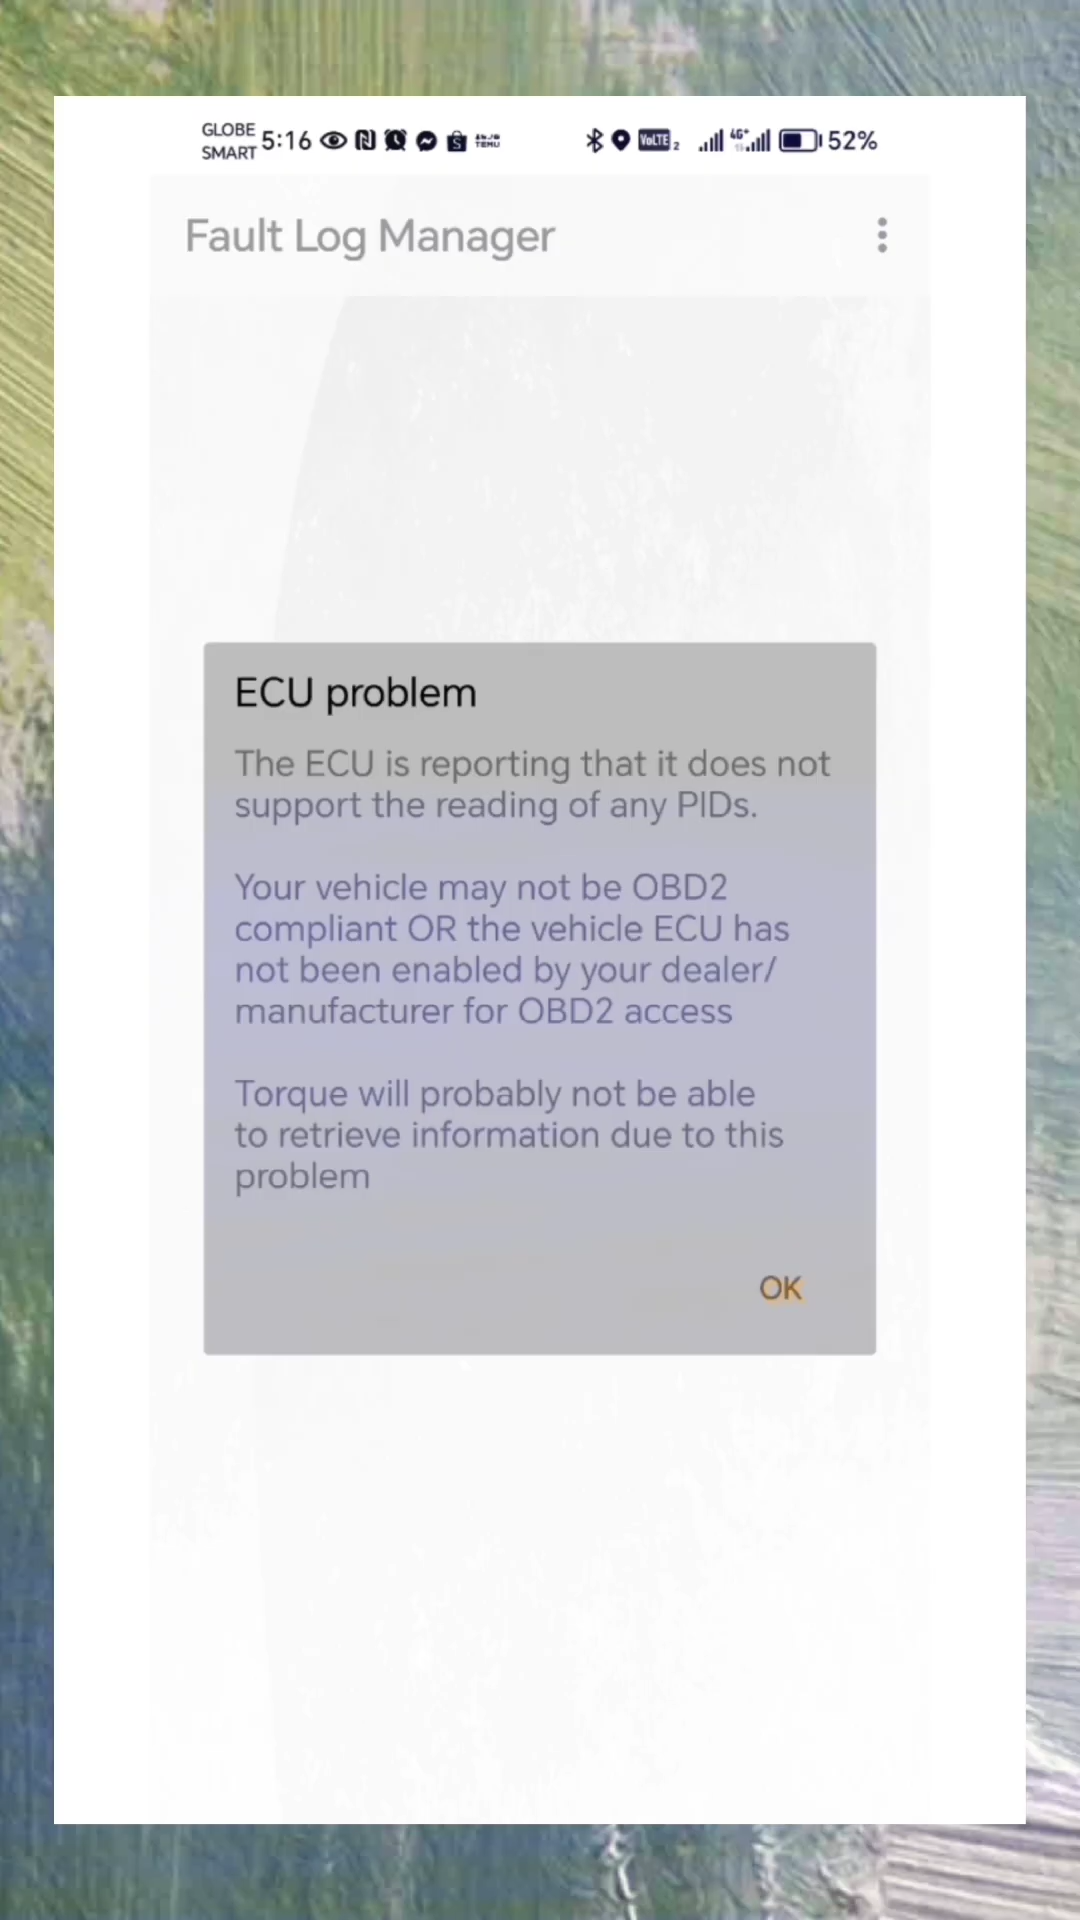 GLOBE
SMART
5:16
VoLTE 2
4G+
52%
Fault Log Manager
ECU problem
The ECU is reporting that it does not
support the reading of any PIDs.
Your vehicle may not be OBD2
compliant OR the vehicle ECU has
not been enabled by your dealer/
manufacturer for OBD2 access
Torque will probably not be able
to retrieve information due to this
problem
OK